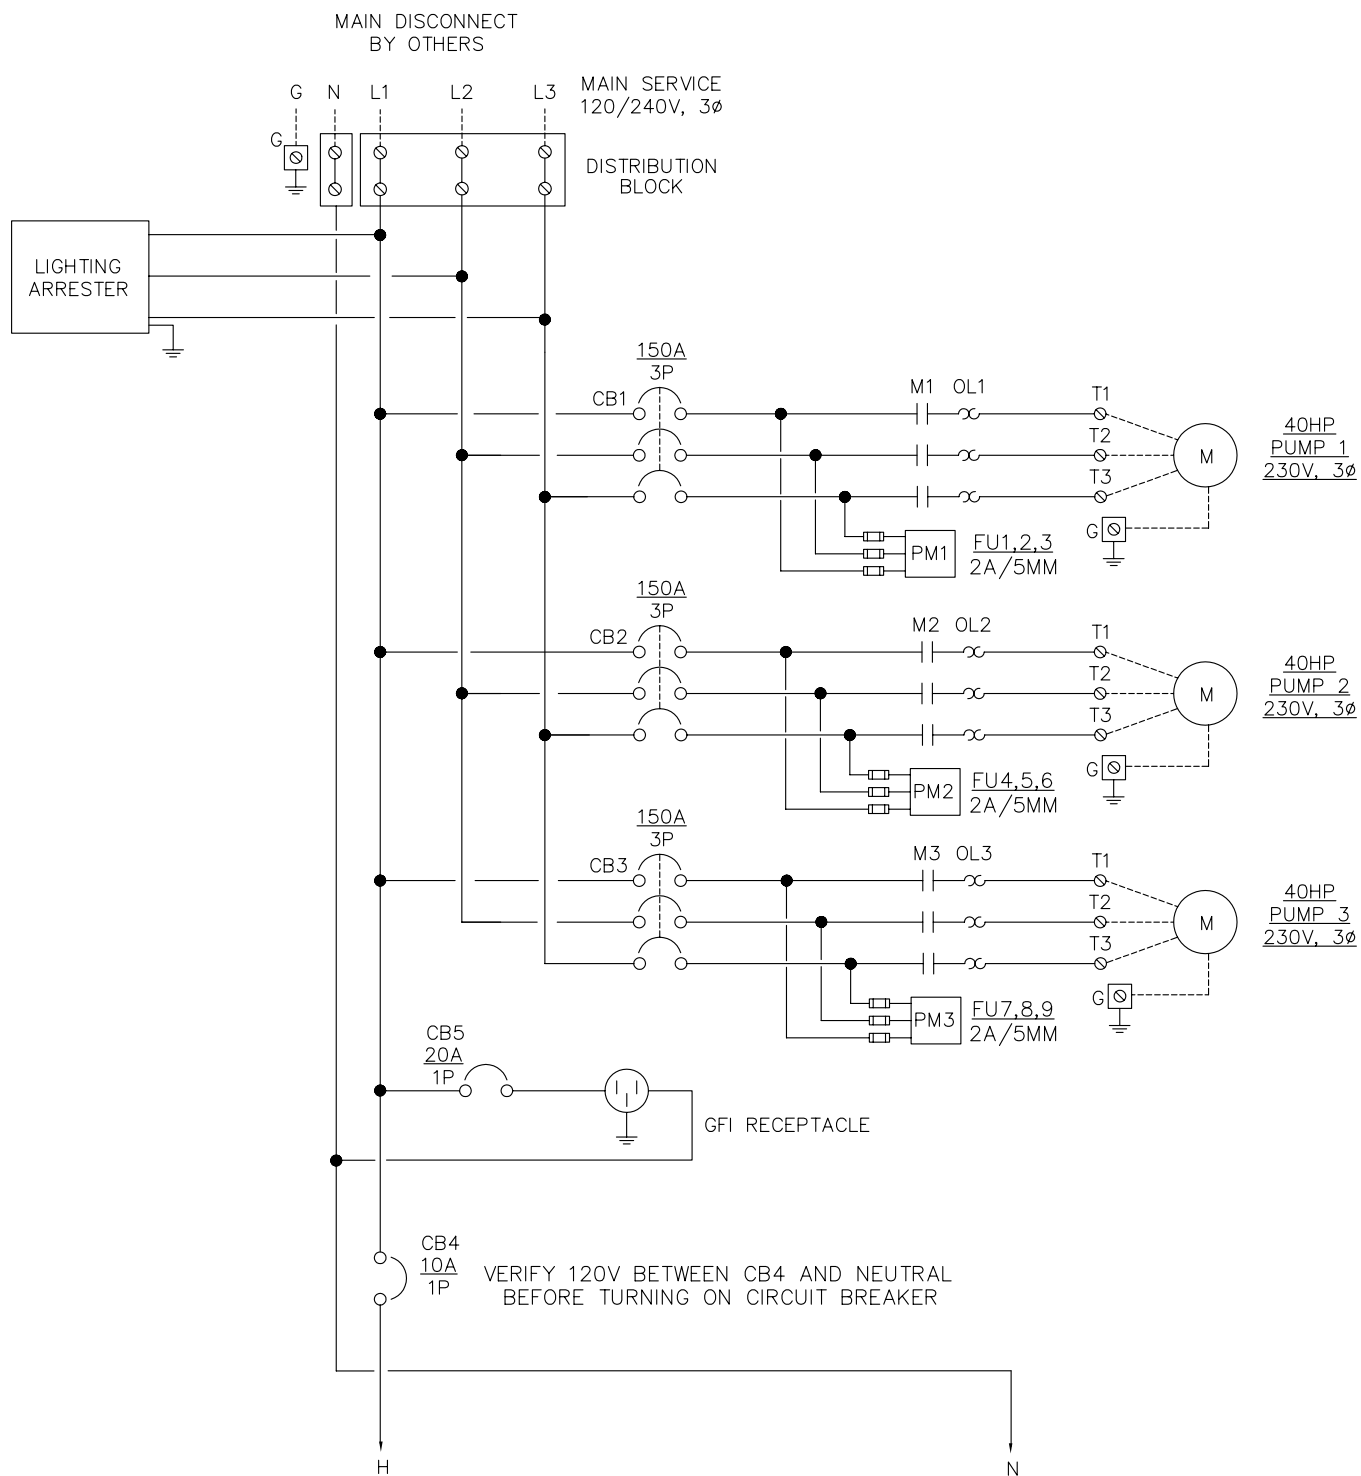 MAIN DISCONNECT
BY OTHERS
G N L1 L2 L3
MAIN SERVICE
120/240V, 3ø
G
DISTRIBUTION
BLOCK
LIGHTING
ARRESTER
150A
3P
CB1
M1 OL1
T1
T2
T3
M
40HP
PUMP 1
230V, 3ø
G
PM1
FU1,2,3
2A/5MM
150A
3P
CB2
M2 OL2
T1
T2
T3
M
40HP
PUMP 2
230V, 3ø
G
PM2
FU4,5,6
2A/5MM
150A
3P
CB3
M3 OL3
T1
T2
T3
M
40HP
PUMP 3
230V, 3ø
G
PM3
FU7,8,9
2A/5MM
CB5
20A
1P
GFI RECEPTACLE
CB4
10A
1P
VERIFY 120V BETWEEN CB4 AND NEUTRAL
BEFORE TURNING ON CIRCUIT BREAKER
H
N